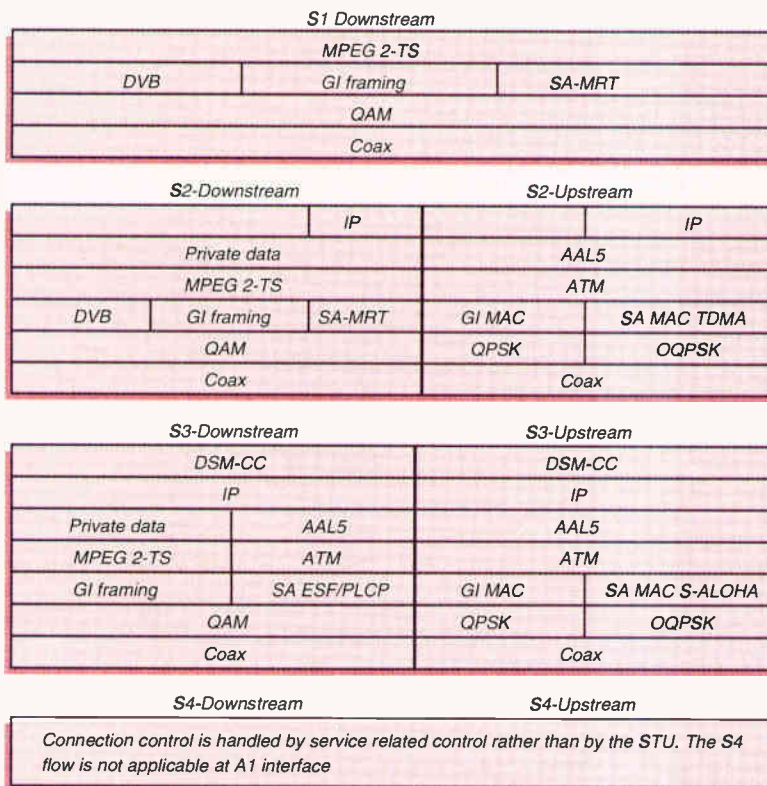 S1 Downstream
MPEG 2-TS
DVB GI framing SA-MRT
QAM
Coax
S2-Downstream S2-Upstream
IP IP
Private data AAL5
MPEG 2-TS ATM
DVB GI framing SA-MRT GI MAC SA MAC TDMA
QAM QPSK OQPSK
Coax Coax
S3-Downstream S3-Upstream
DSM-CC DSM-CC
IP IP
Private data AAL5 AAL5
MPEG 2-TS ATM ATM
GI framing SA ESF/PLCP GI MAC SA MAC S-ALOHA
QAM QPSK OQPSK
Coax Coax
S4-Downstream S4-Upstream
Connection control is handled by service related control rather than by the STU. The S4
flow is not applicable at A1 interface